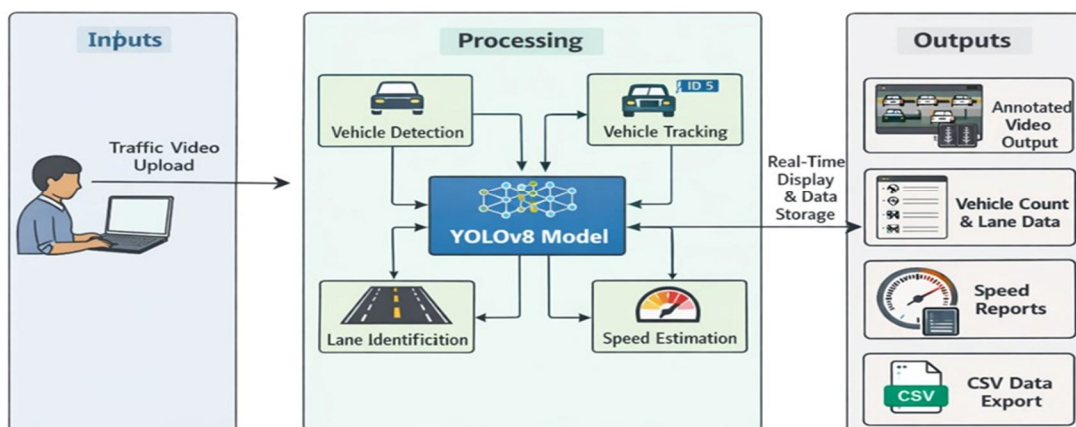 Inputs
Traffic Video
Upload
Processing
Vehicle Detection
ID 5
Vehicle Tracking
YOLOv8 Model
Lane Identificition
Speed Estimation
Real-Time
Display
& Data
Storage
Outputs
Annotated
Video
Output
Vehicle Count
& Lane Data
Speed
Reports
CSV
CSV Data
Export